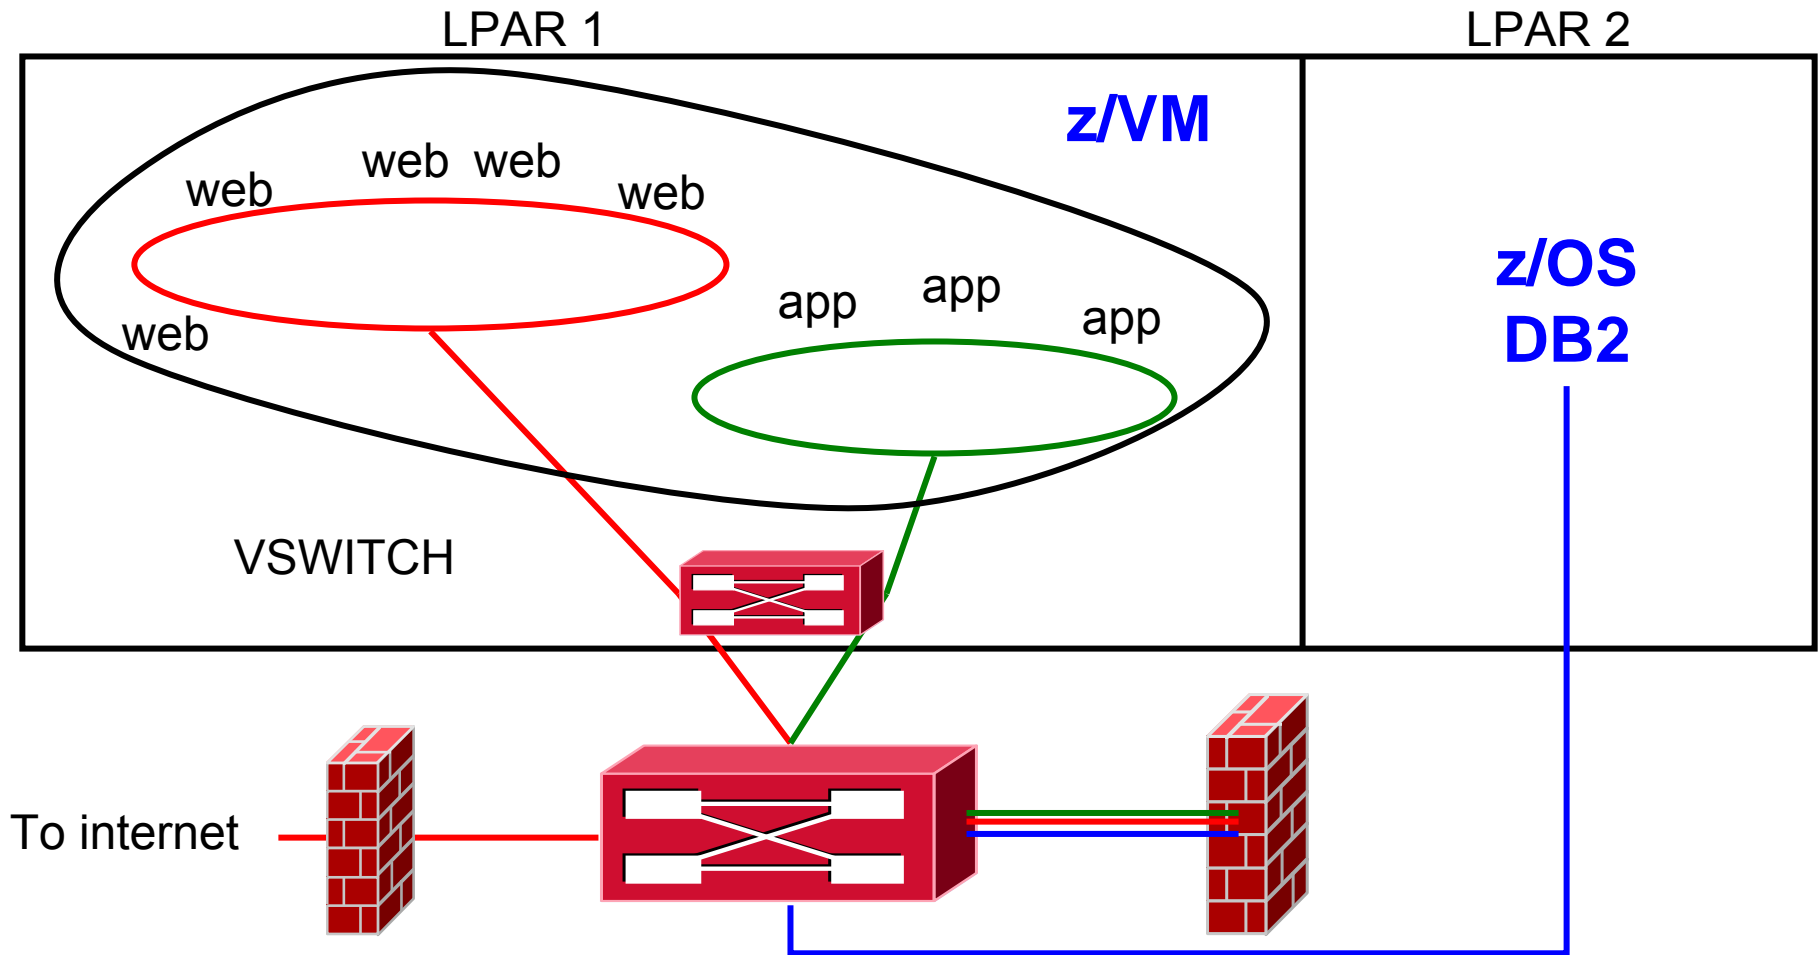 LPAR 1
LPAR 2
z/VM
web
web
web
web
web
app
app
app
z/OS
DB2
VSWITCH
To internet